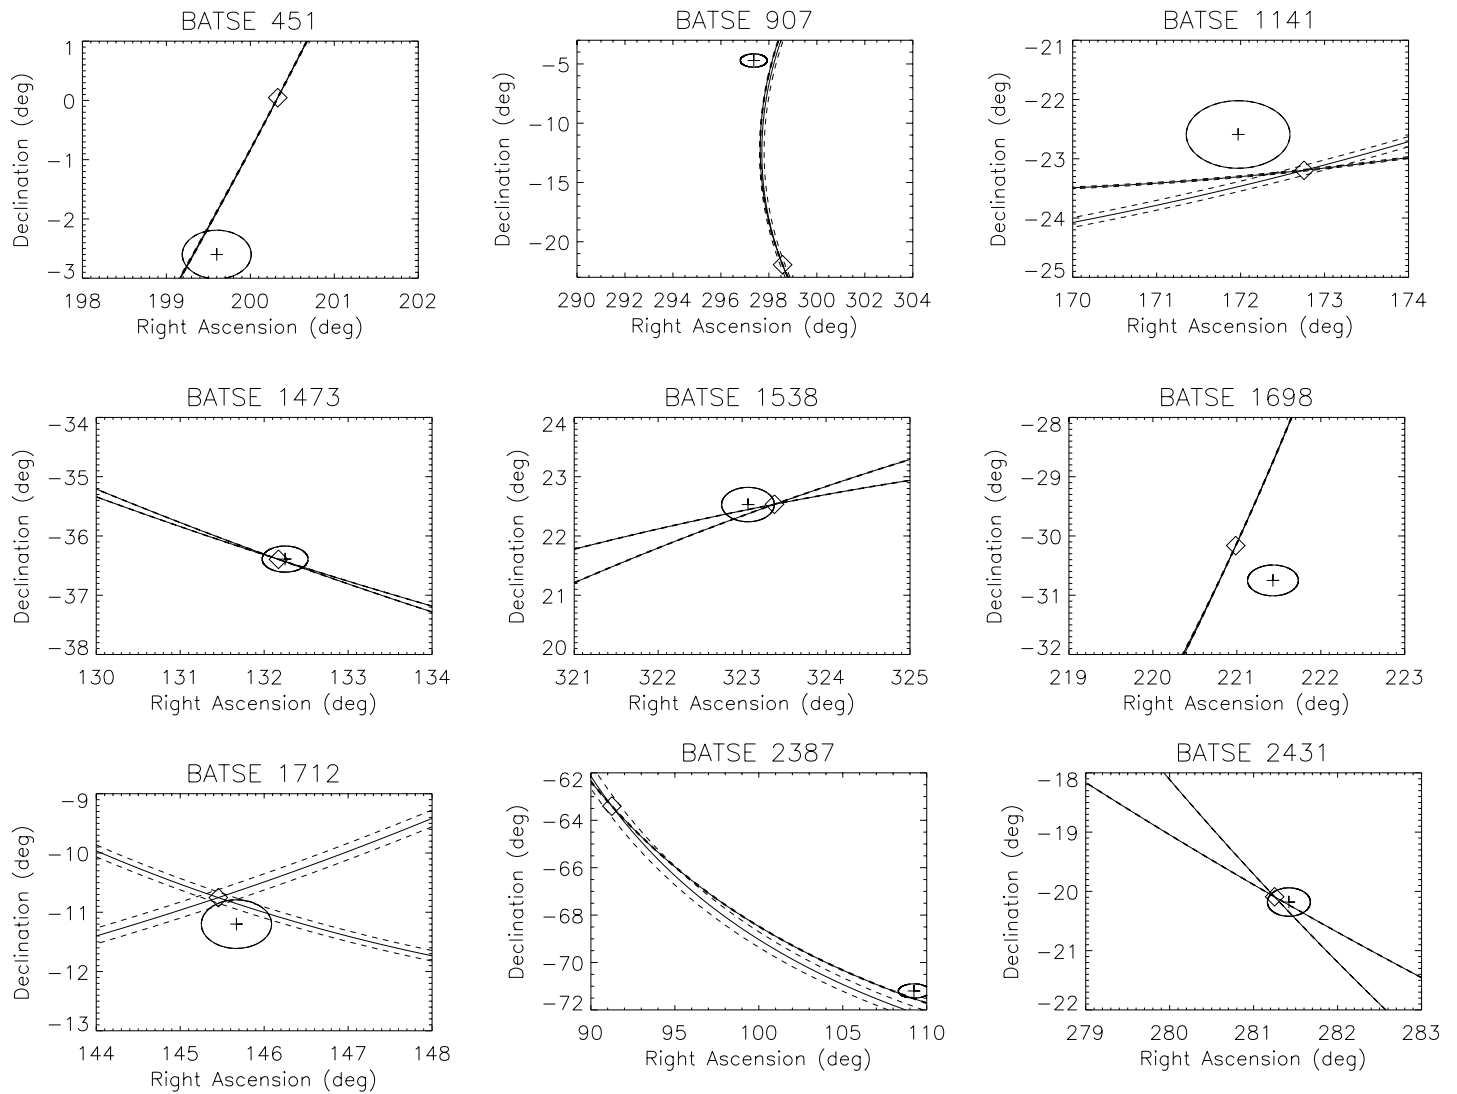 BATSE 451
1
0
−1
−2
−3
Declination (deg)
198 199 200 201 202
Right Ascension (deg)
BATSE 907
−5
−10
−15
−20
Declination (deg)
290 292 294 296 298 300 302 304
Right Ascension (deg)
BATSE 1141
−21
−22
−23
−24
−25
Declination (deg)
170 171 172 173 174
Right Ascension (deg)
BATSE 1473
−34
−35
−36
−37
−38
Declination (deg)
130 131 132 133 134
Right Ascension (deg)
BATSE 1538
24
23
22
21
20
Declination (deg)
321 322 323 324 325
Right Ascension (deg)
BATSE 1698
−28
−29
−30
−31
−32
Declination (deg)
219 220 221 222 223
Right Ascension (deg)
BATSE 1712
−9
−10
−11
−12
−13
Declination (deg)
144 145 146 147 148
Right Ascension (deg)
BATSE 2387
−62
−64
−66
−68
−70
−72
Declination (deg)
90 95 100 105 110
Right Ascension (deg)
BATSE 2431
−18
−19
−20
−21
−22
Declination (deg)
279 280 281 282 283
Right Ascension (deg)